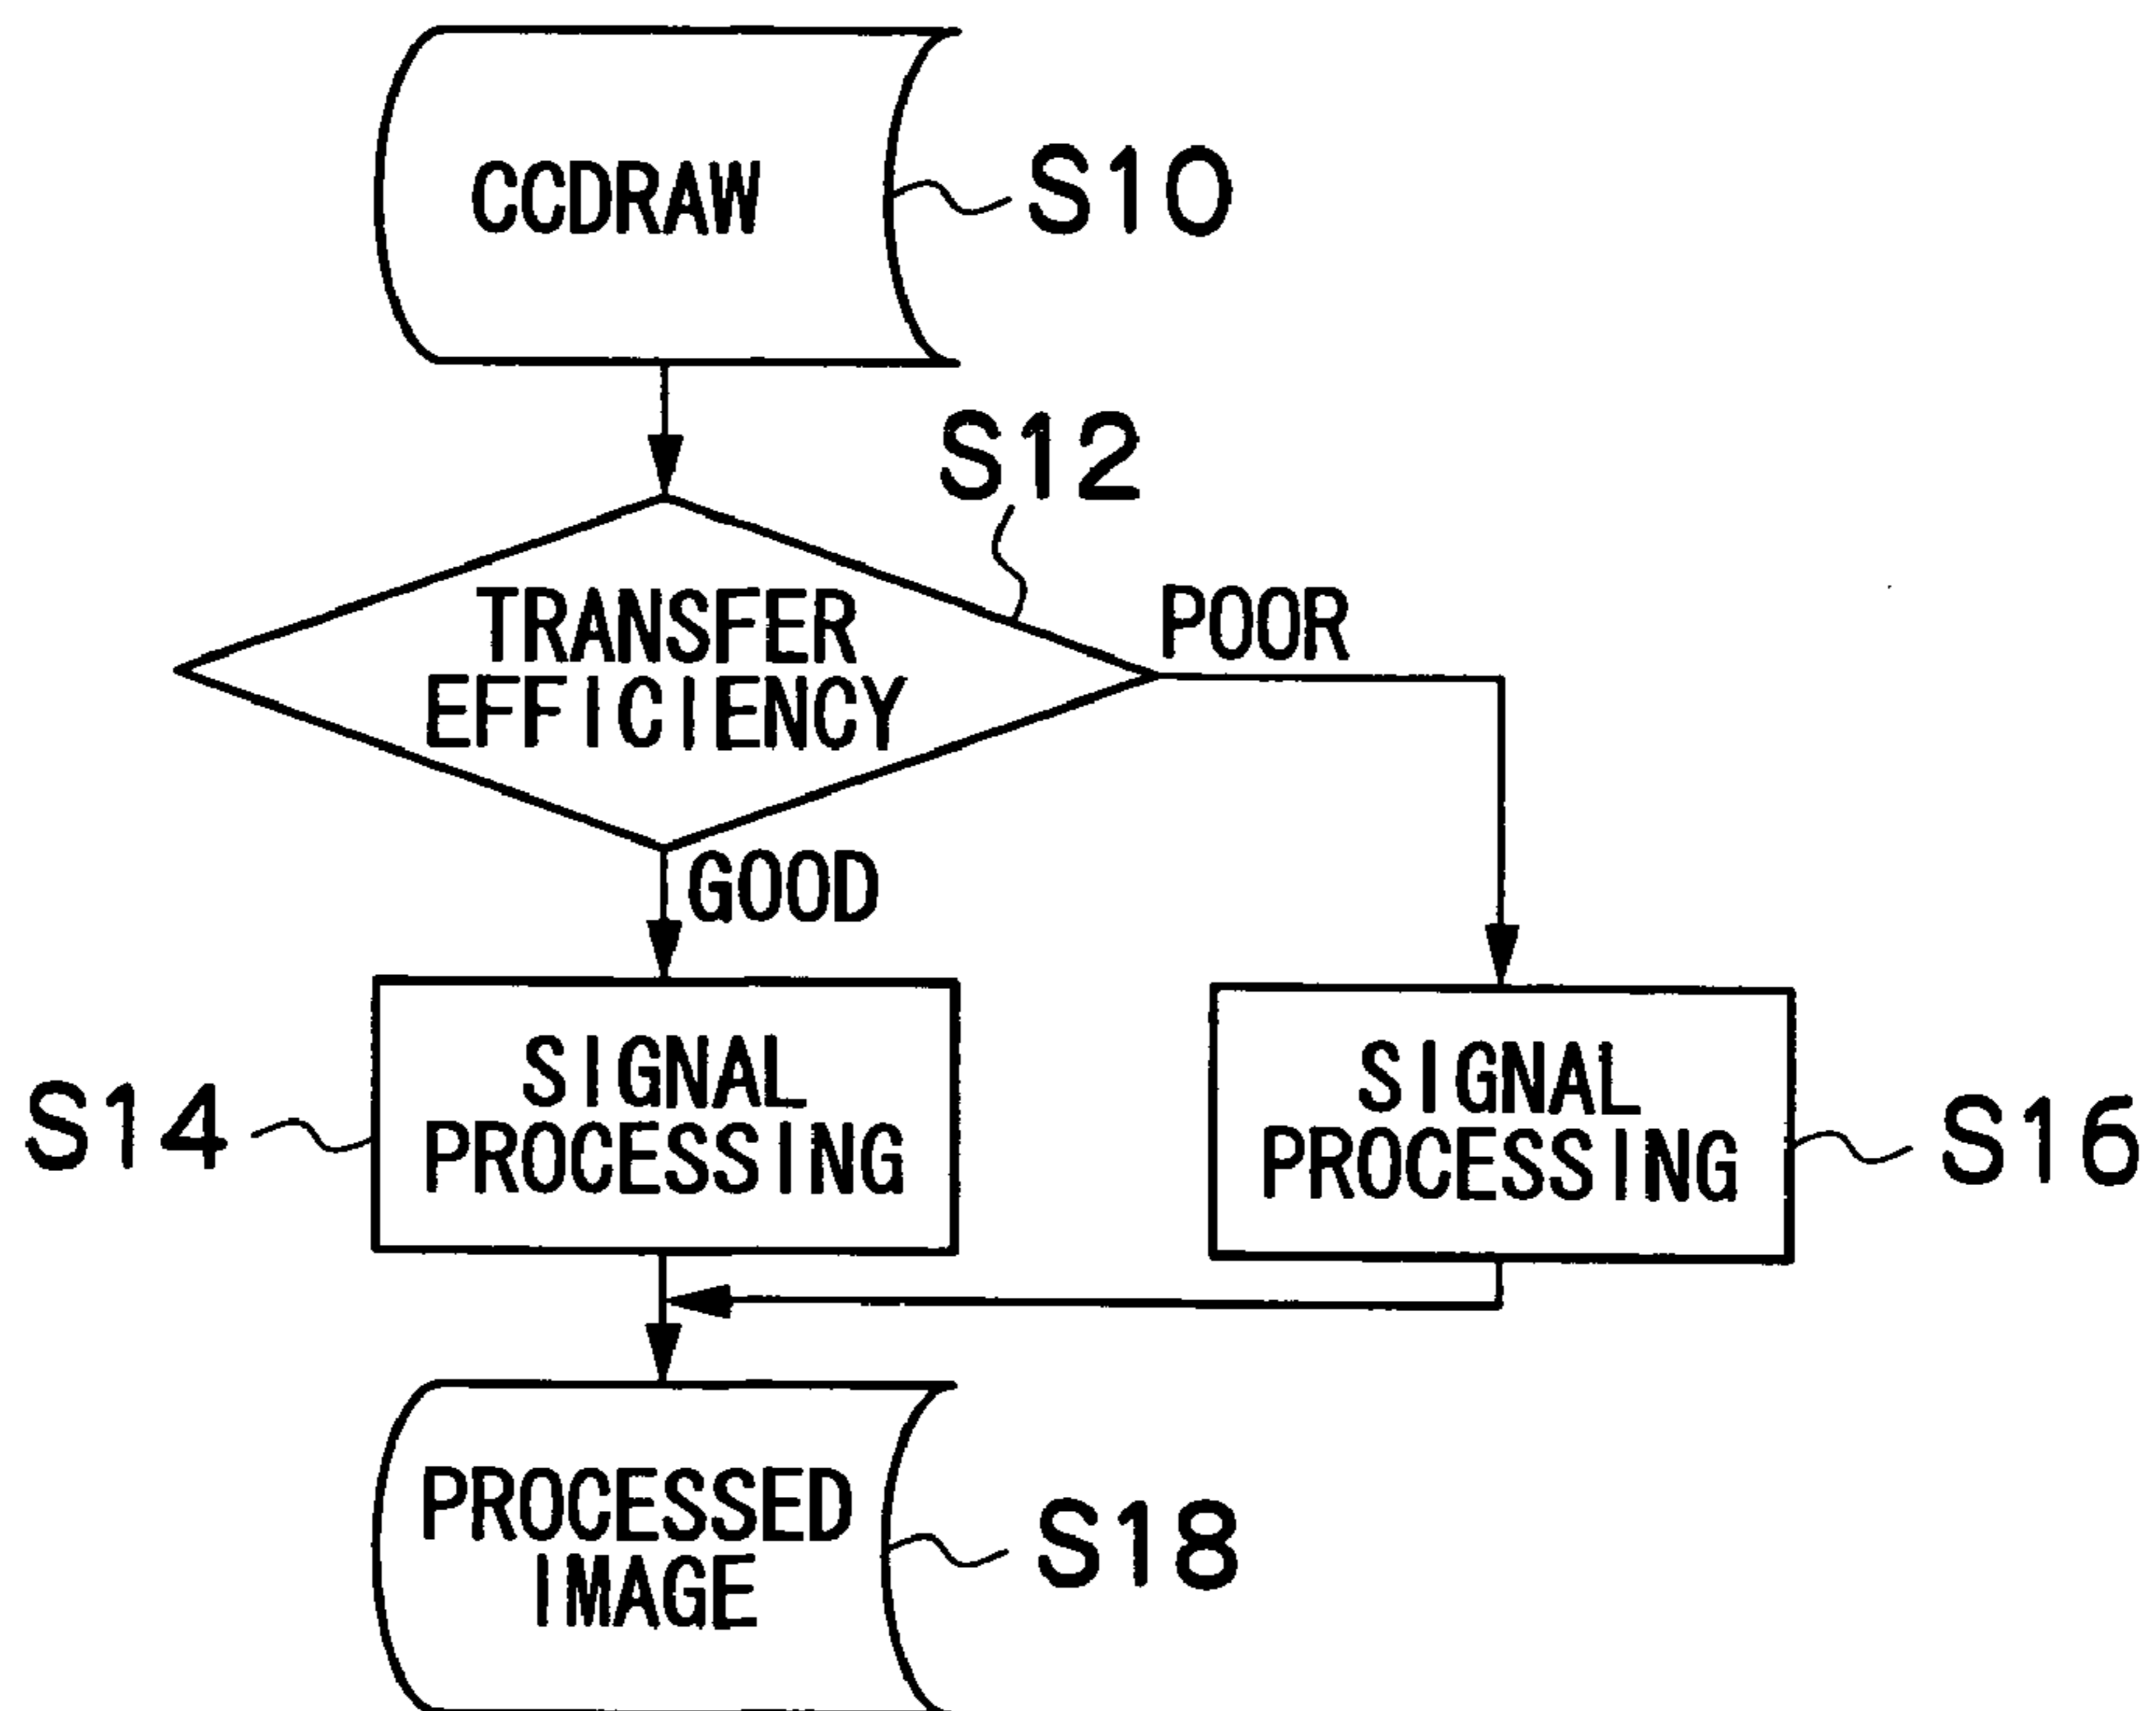 CCDRAW
S10
S12
TRANSFER
EFFICIENCY
POOR
GOOD
S14
SIGNAL
PROCESSING
SIGNAL
PROCESSING
S16
PROCESSED
IMAGE
S18